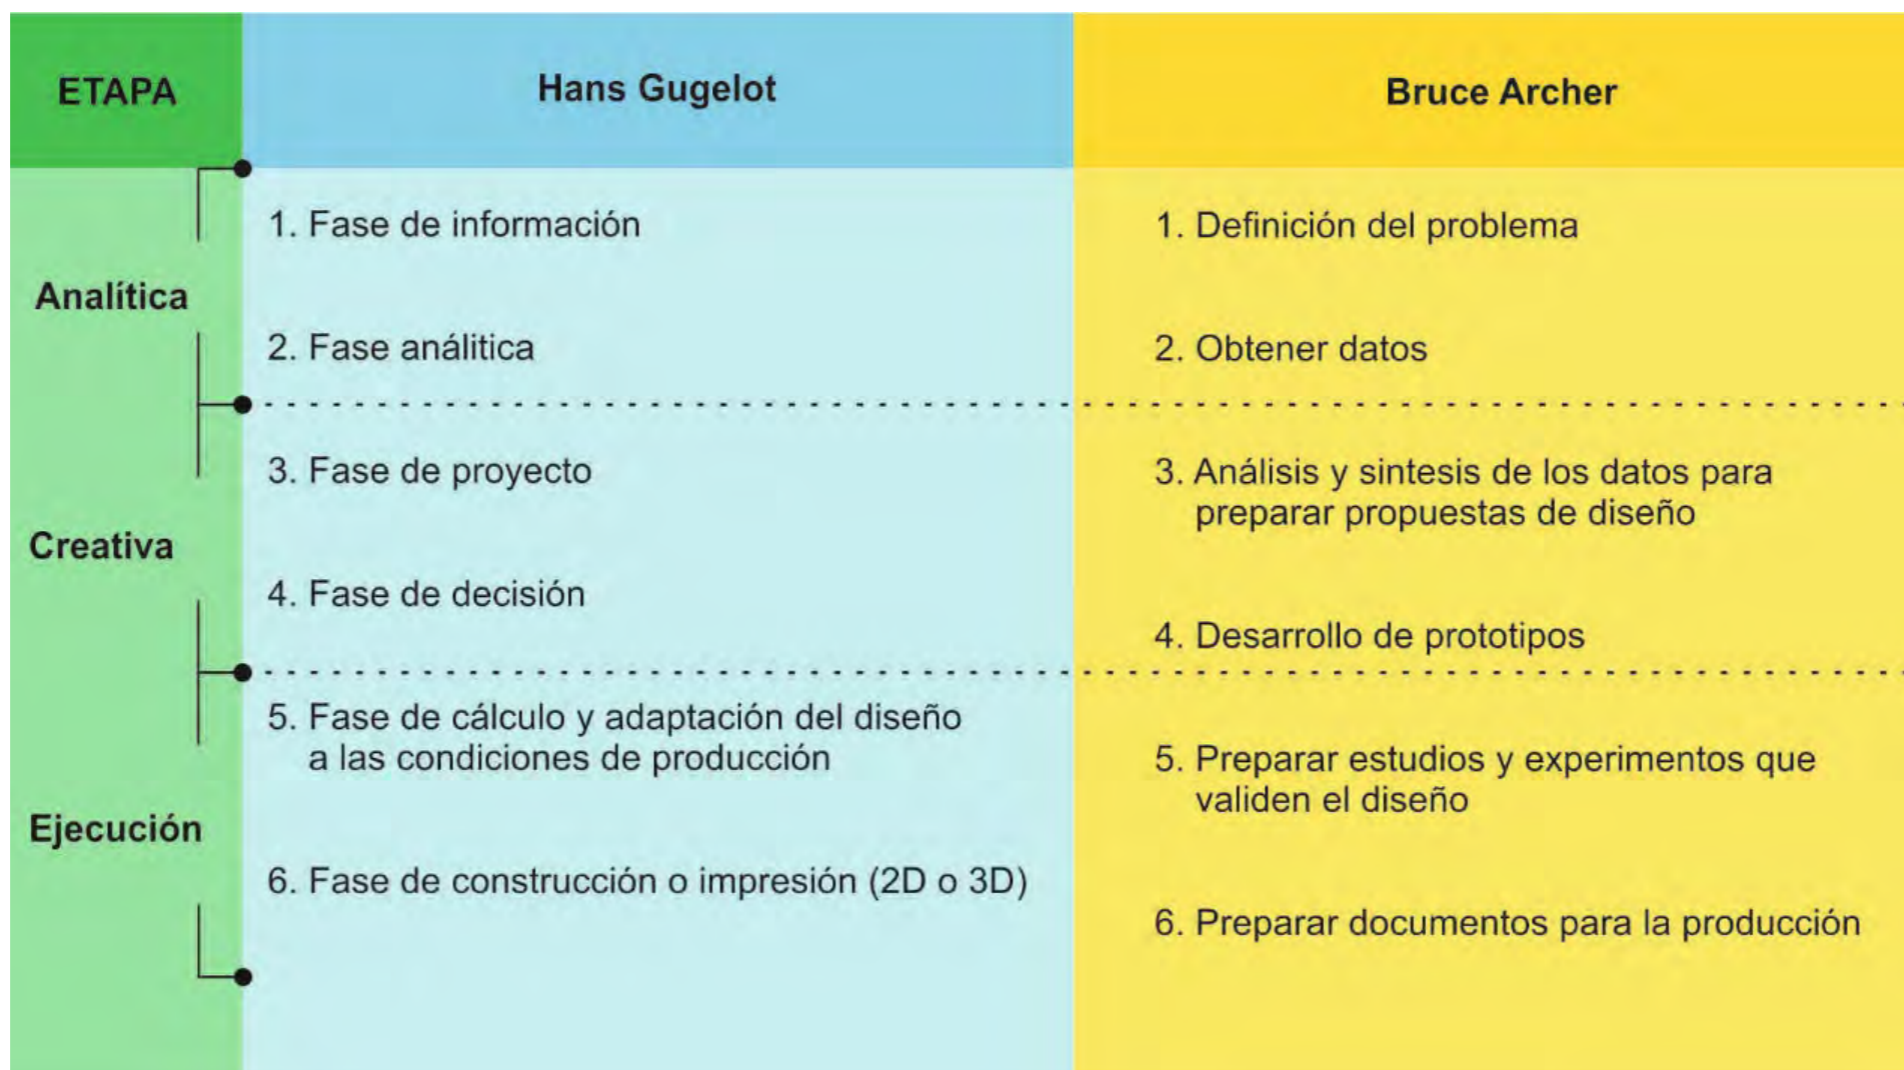 ETAPA
Hans Gugelot
Bruce Archer
Analítica
1. Fase de información
2. Fase análitica
1. Definición del problema
2. Obtener datos
Creativa
3. Fase de proyecto
4. Fase de decisión
3. Análisis y sintesis de los datos para
preparar propuestas de diseño
4. Desarrollo de prototipos
Ejecución
5. Fase de cálculo y adaptación del diseño
a las condiciones de producción
6. Fase de construcción o impresión (2D o 3D)
5. Preparar estudios y experimentos que
validen el diseño
6. Preparar documentos para la producción